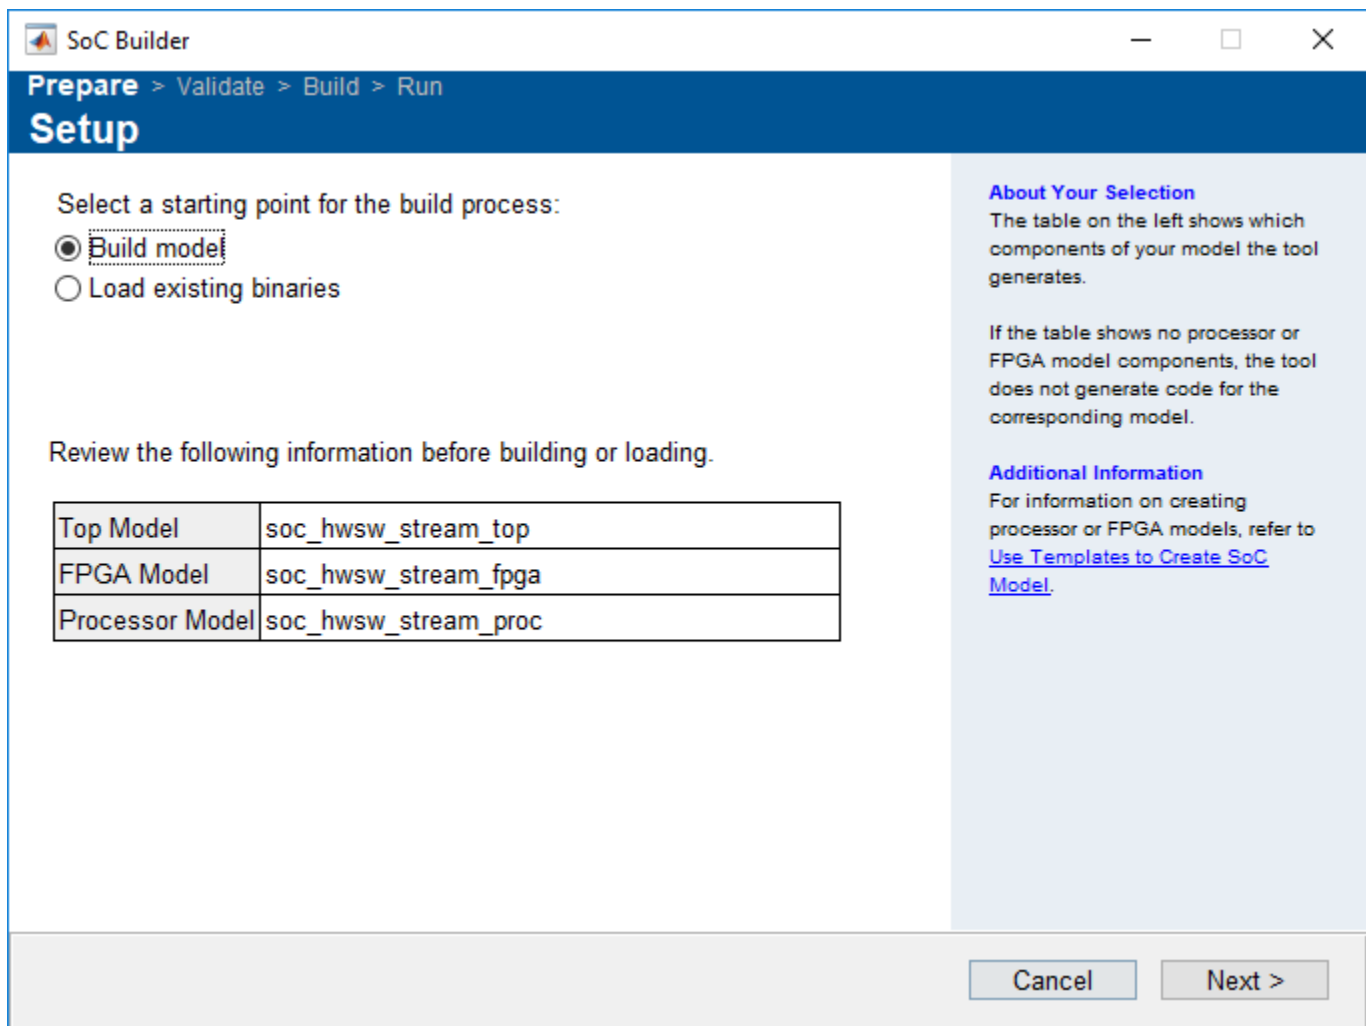 SoC Builder
Prepare > Validate > Build > Run
Setup
Select a starting point for the build process:
Build model
Load existing binaries
Review the following information before building or loading.
Top Model soc_hwsw_stream_top
FPGA Model soc_hwsw_stream_fpga
Processor Model soc_hwsw_stream_proc
About Your Selection
The table on the left shows which
components of your model the tool
generates.
If the table shows no processor or
FPGA model components, the tool
does not generate code for the
corresponding model.
Additional Information
For information on creating
processor or FPGA models, refer to
Use Templates to Create SoC
Model.
Cancel
Next >